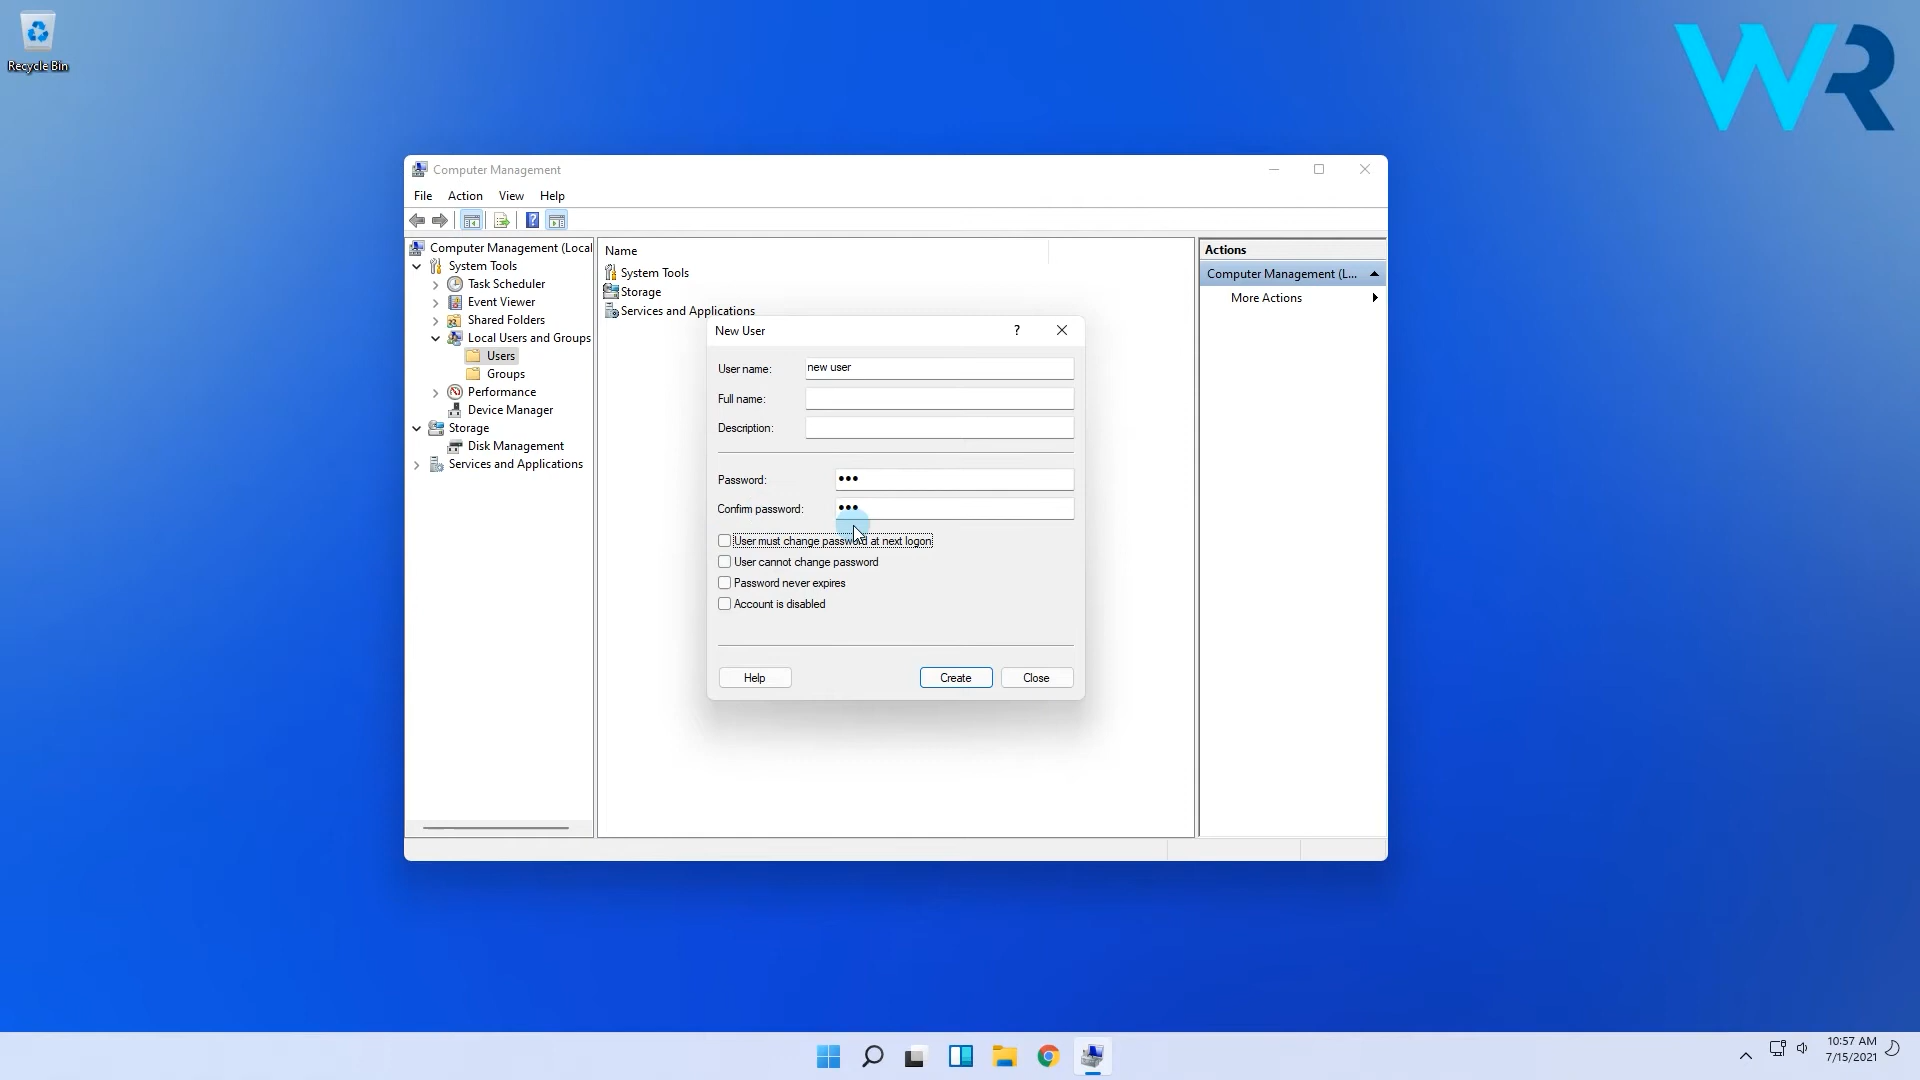 Recycle Bin
WR
Computer Management
File Action View Help
Computer Management (Local
System Tools
Task Scheduler
Event Viewer
Shared Folders
Local Users and Groups
Users
Groups
Performance
Device Manager
Storage
Disk Management
Services and Applications
Name
System Tools
Storage
Services and Applications
Actions
Computer Management (L...
More Actions
New User
?
User name: new user
Full name:
Description:
Password: •••
Confirm password: •••
User must change password at next logon
User cannot change password
Password never expires
Account is disabled
Help Create Close
10:57 AM
7/15/2021